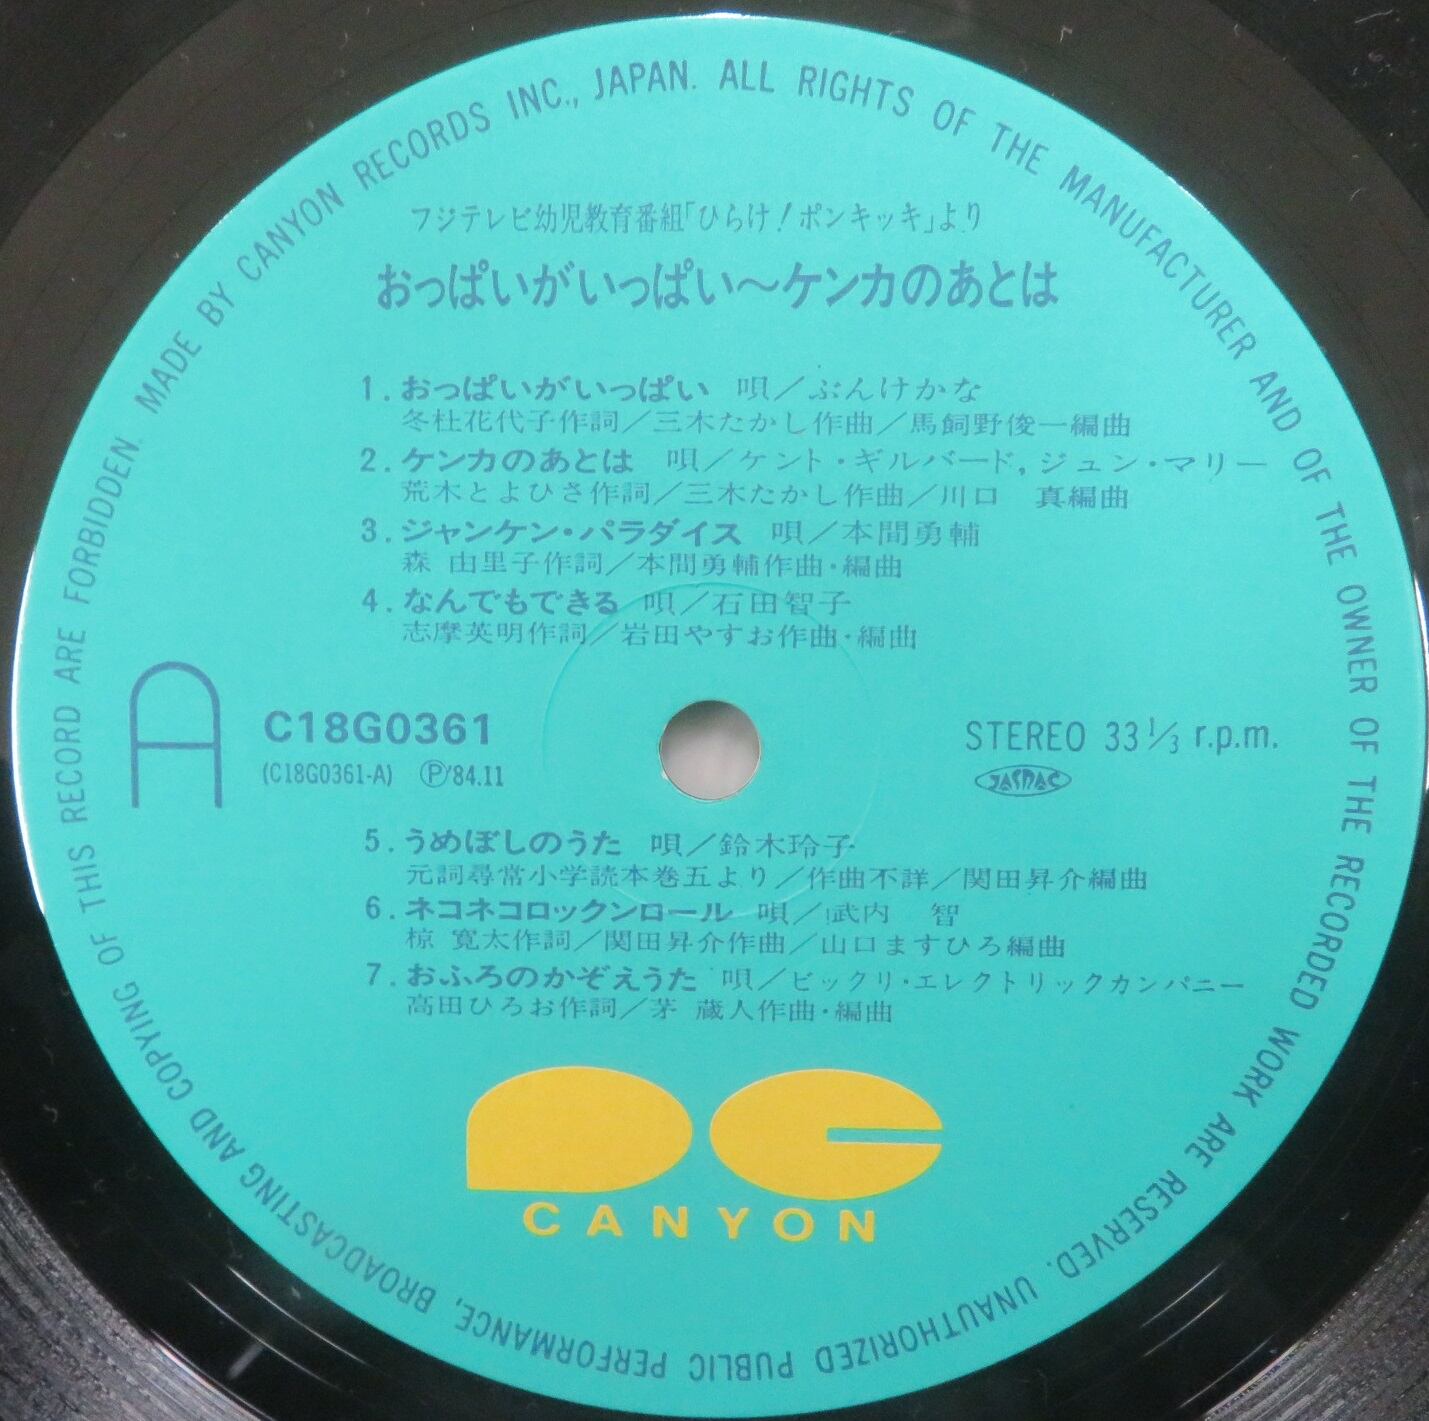 MADE BY CANYON RECORDS INC., JAPAN. ALL RIGHTS OF THE MANUFACTURER AND OF THE OWNER OF THE RECORDED WORK ARE RESERVED. UNAUTHORIZED PUBLIC PERFORMANCE, BROADCASTING AND COPYING OF THIS RECORD ARE FORBIDDEN.
フジテレビ幼児教育番組「ひらけ！ポンキッキ」より
おっぱいがいっぱい〜ケンカのあとは
1. おっぱいがいっぱい 唄／ぶんけかな
冬杜花代子作詞／三木たかし作曲／馬飼野俊一編曲
2. ケンカのあとは 唄／ケント・ギルバード, ジュン・マリー
荒木とよひさ作詞／三木たかし作曲／川口 真編曲
3. ジャンケン・パラダイス 唄／本間勇輔
森 由里子作詞／本間勇輔作曲・編曲
4. なんでもできる 唄／石田智子
志摩英明作詞／岩田やすお作曲・編曲
A
C18G0361
(C18G0361-A) Ⓟ'84.11
STEREO 33 1/3 r.p.m.
JASRAC
5. うめぼしのうた 唄／鈴木玲子
元詞尋常小学読本巻五より／作曲不詳／関田昇介編曲
6. ネコネコロックンロール 唄／武内 智
椋 寛太作詞／関田昇介作曲／山口ますひろ編曲
7. おふろのかぞえうた 唄／ビックリ・エレクトリックカンパニー
高田ひろお作詞／茅 蔵人作曲・編曲
CANYON